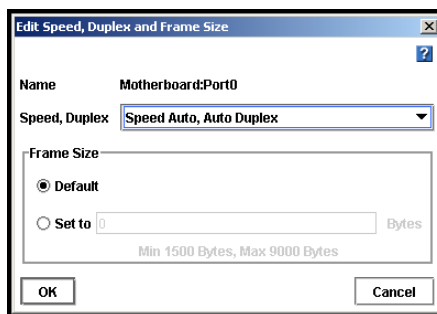 Edit Speed, Duplex and Frame Size
?
Name Motherboard:Port0
Speed, Duplex Speed Auto, Auto Duplex
Frame Size
Default
Set to 0 Bytes
Min 1500 Bytes, Max 9000 Bytes
OK Cancel